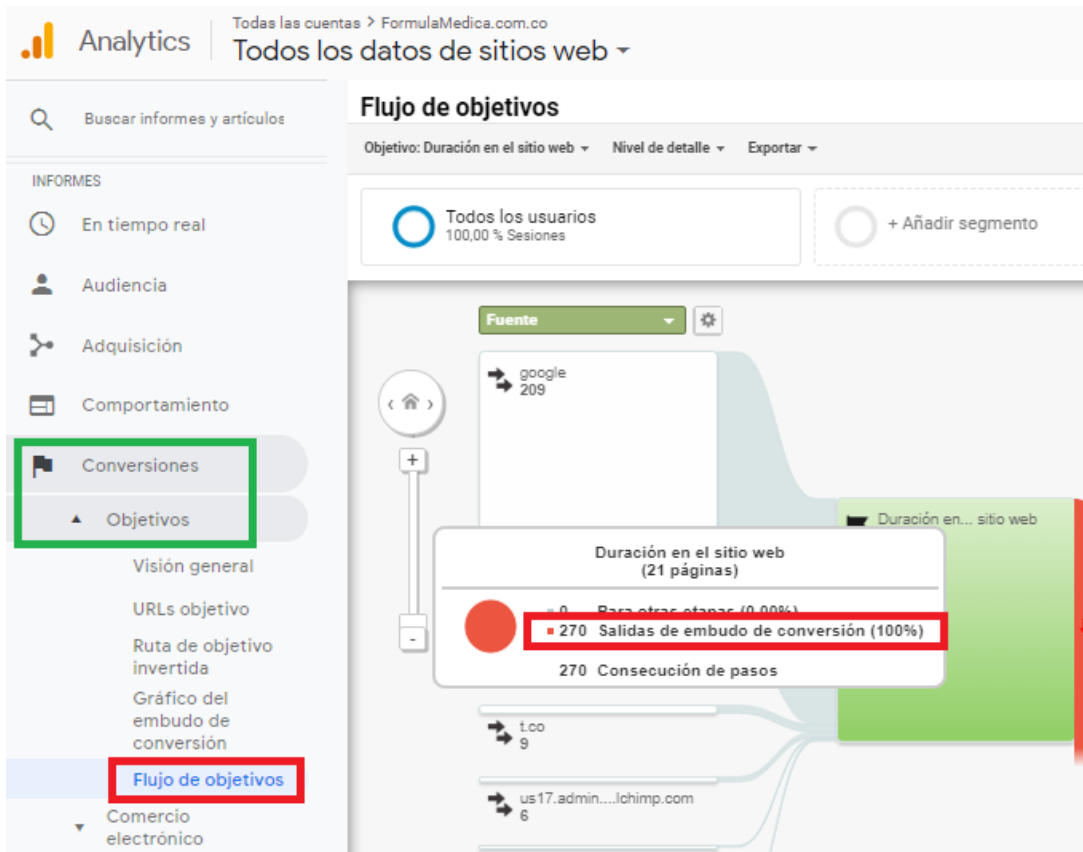 Todas las cuentas > FormulaMedica.com.co
Analytics
Todos los datos de sitios web
Buscar informes y artículos
INFORMES
En tiempo real
Audiencia
Adquisición
Comportamiento
Conversiones
Objetivos
Visión general
URLs objetivo
Ruta de objetivo
invertida
Gráfico del
embudo de
conversión
Flujo de objetivos
Comercio
electrónico
Flujo de objetivos
Objetivo: Duración en el sitio web
Nivel de detalle
Exportar
Todos los usuarios
100,00 % Sesiones
+ Añadir segmento
Fuente
google
209
Duración en... sitio web
Duración en el sitio web
(21 páginas)
0 Para otras etapas (0,00%)
270 Salidas de embudo de conversión (100%)
270 Consecución de pasos
t.co
9
us17.admin....lchimp.com
6